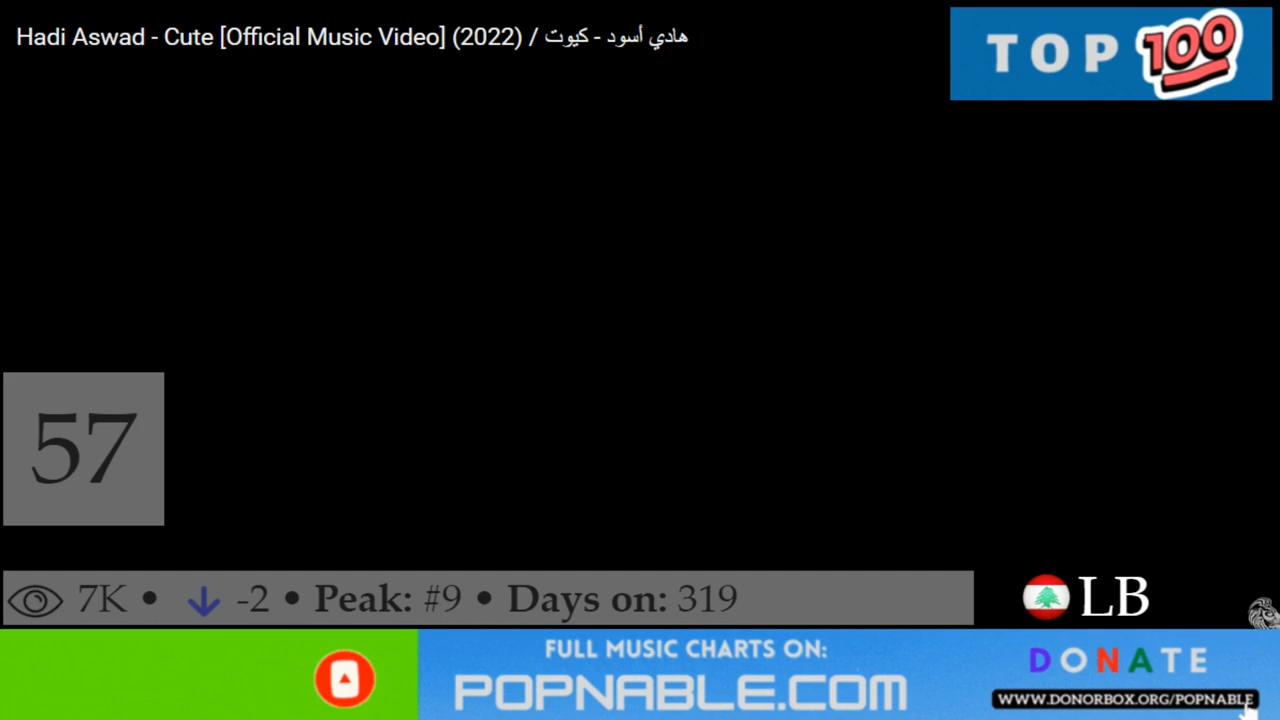 Hadi Aswad - Cute [Official Music Video] (2022) / هادي أسود - كيوت
TOP 100
57
7K • -2 • Peak: #9 • Days on: 319
LB
FULL MUSIC CHARTS ON:
POPNABLE.COM
DONATE
WWW.DONORBOX.ORG/POPNABLE